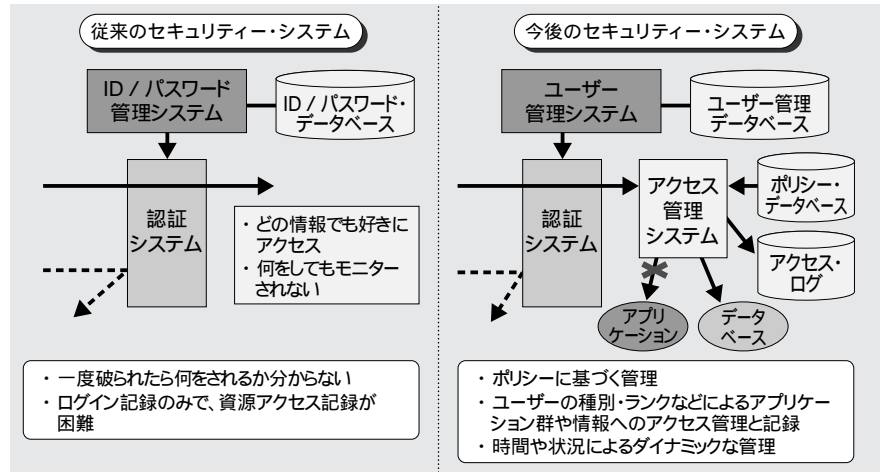 従来のセキュリティー・システム
ID / パスワード
管理システム
ID / パスワード・
データベース
認証
システム
・ どの情報でも好きに
アクセス
・ 何をしてもモニター
されない
・ 一度破られたら何をされるか分からない
・ ログイン記録のみで、資源アクセス記録が
困難
今後のセキュリティー・システム
ユーザー
管理システム
ユーザー管理
データベース
認証
システム
アクセス
管理
システム
ポリシー・
データベース
アクセス・
ログ
アプリ
ケーション
データ
ベース
・ ポリシーに基づく管理
・ ユーザーの種別・ランクなどによるアプリケー
ション群や情報へのアクセス管理と記録
・ 時間や状況によるダイナミックな管理